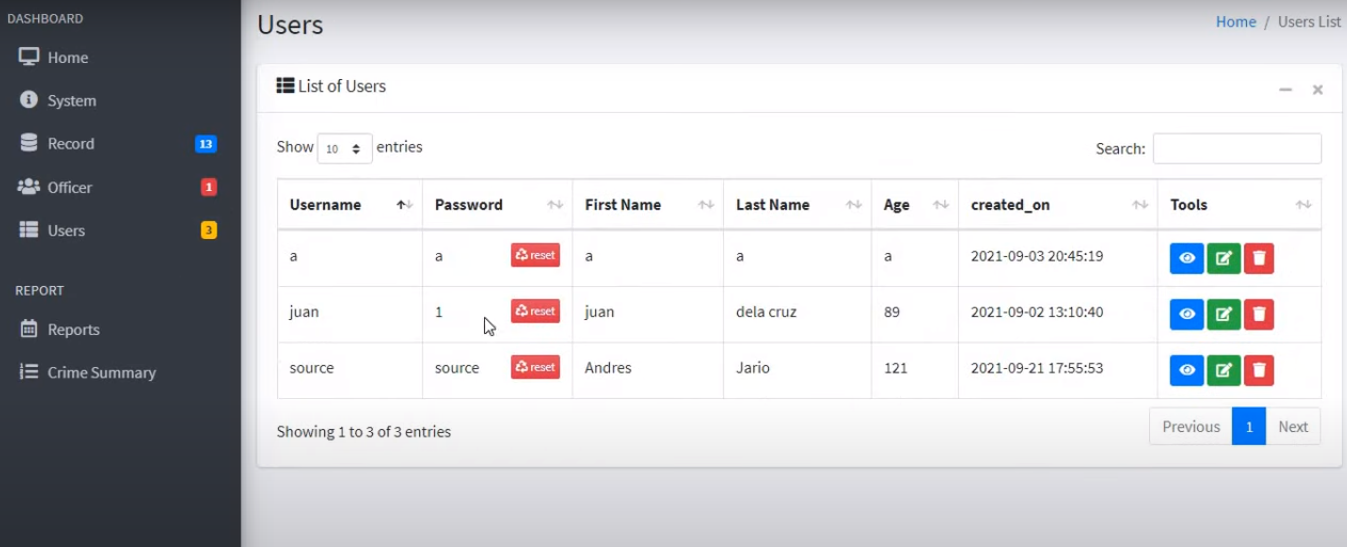 DASHBOARD
Home
System
Record 13
Officer 1
Users 3
REPORT
Reports
Crime Summary
Users
Home / Users List
List of Users
Show 10 entries
Search:
Username Password First Name Last Name Age created_on Tools
a a reset a a a 2021-09-03 20:45:19
juan 1 reset juan dela cruz 89 2021-09-02 13:10:40
source source reset Andres Jario 121 2021-09-21 17:55:53
Showing 1 to 3 of 3 entries
Previous 1 Next